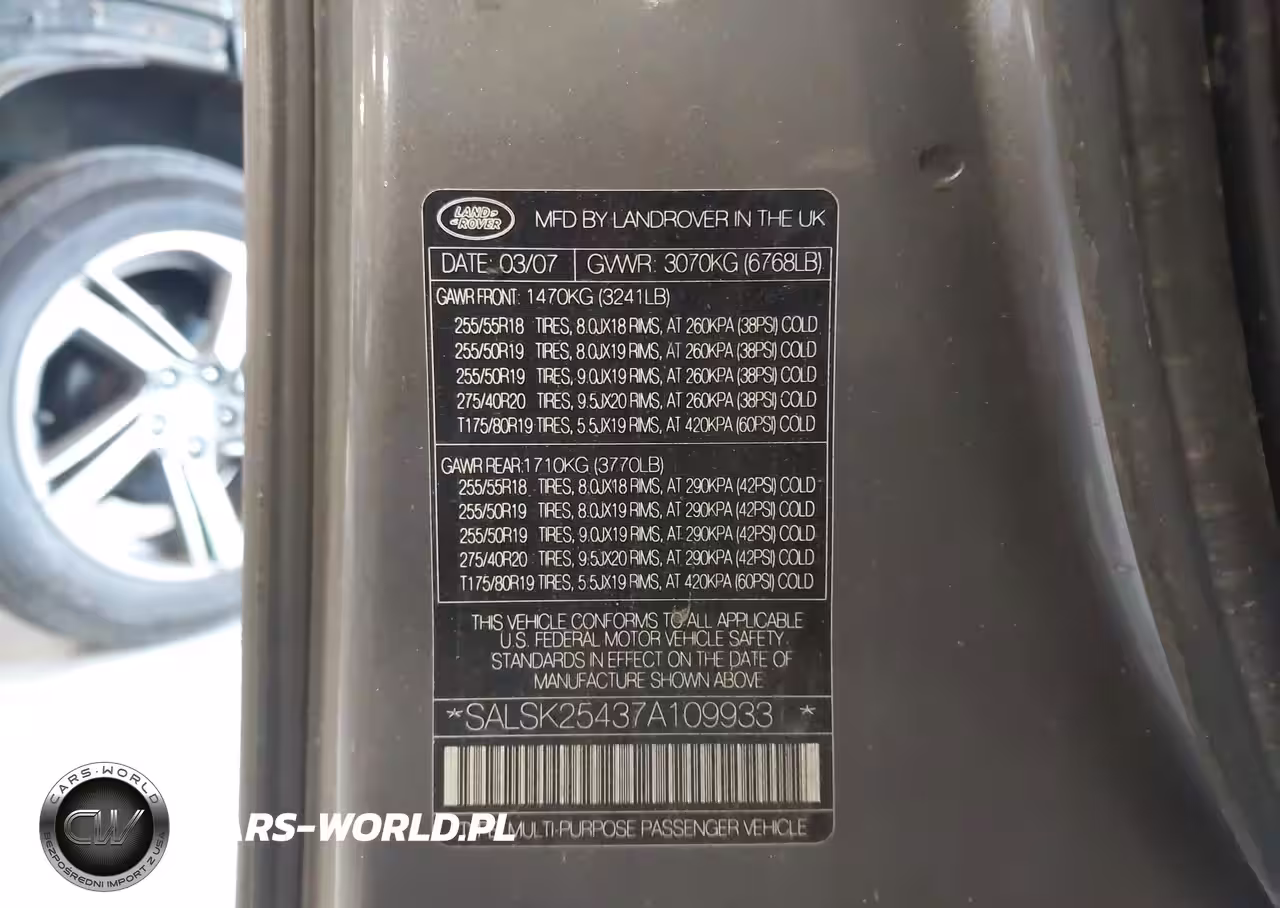 LAND ROVER
MFD BY LANDROVER IN THE UK
DATE: 03/07 GVWR: 3070KG (6768LB)
GAWR FRONT: 1470KG (3241LB)
255/55R18 TIRES, 8.0JX18 RIMS, AT 260KPA (38PSI) COLD
255/50R19 TIRES, 8.0JX19 RIMS, AT 260KPA (38PSI) COLD
255/50R19 TIRES, 9.0JX19 RIMS, AT 260KPA (38PSI) COLD
275/40R20 TIRES, 9.5JX20 RIMS, AT 260KPA (38PSI) COLD
T175/80R19 TIRES, 5.5JX19 RIMS, AT 420KPA (60PSI) COLD
GAWR REAR: 1710KG (3770LB)
255/55R18 TIRES, 8.0JX18 RIMS, AT 290KPA (42PSI) COLD
255/50R19 TIRES, 8.0JX19 RIMS, AT 290KPA (42PSI) COLD
255/50R19 TIRES, 9.0JX19 RIMS, AT 290KPA (42PSI) COLD
275/40R20 TIRES, 9.5JX20 RIMS, AT 290KPA (42PSI) COLD
T175/80R19 TIRES, 5.5JX19 RIMS, AT 420KPA (60PSI) COLD
THIS VEHICLE CONFORMS TO ALL APPLICABLE
U.S. FEDERAL MOTOR VEHICLE SAFETY
STANDARDS IN EFFECT ON THE DATE OF
MANUFACTURE SHOWN ABOVE
*SALSK25437A109933 *
MULTI-PURPOSE PASSENGER VEHICLE
CARS-WORLD
CW
BEZPOŚREDNI IMPORT Z USA
ARS-WORLD.PL